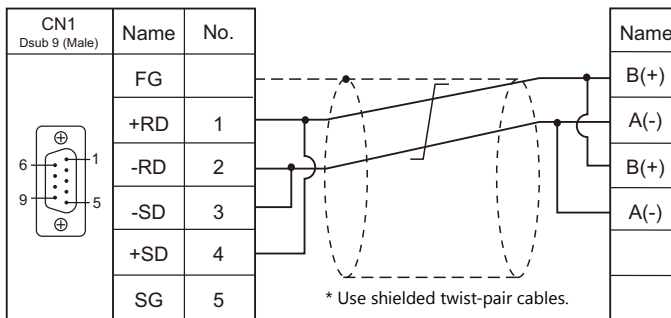 CN1
Dsub 9 (Male)
Name
No.
Name
FG
B(+)
+RD
1
A(-)
6
1
-RD
2
B(+)
9
5
-SD
3
A(-)
+SD
4
SG
5
* Use shielded twist-pair cables.